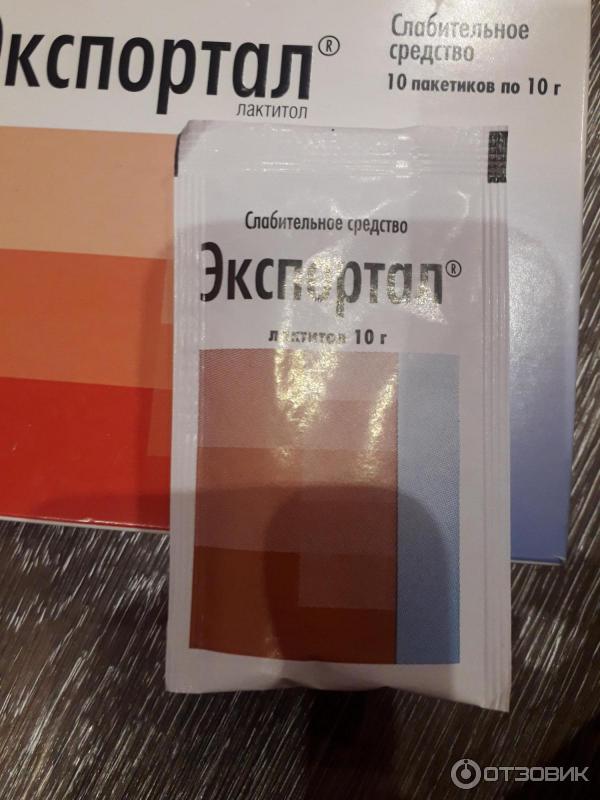 Экспортал®
лактитол
Слабительное
средство
10 пакетиков по 10 г
Слабительное средство
Экспортал®
лактитол 10 г
ОТЗОВИК